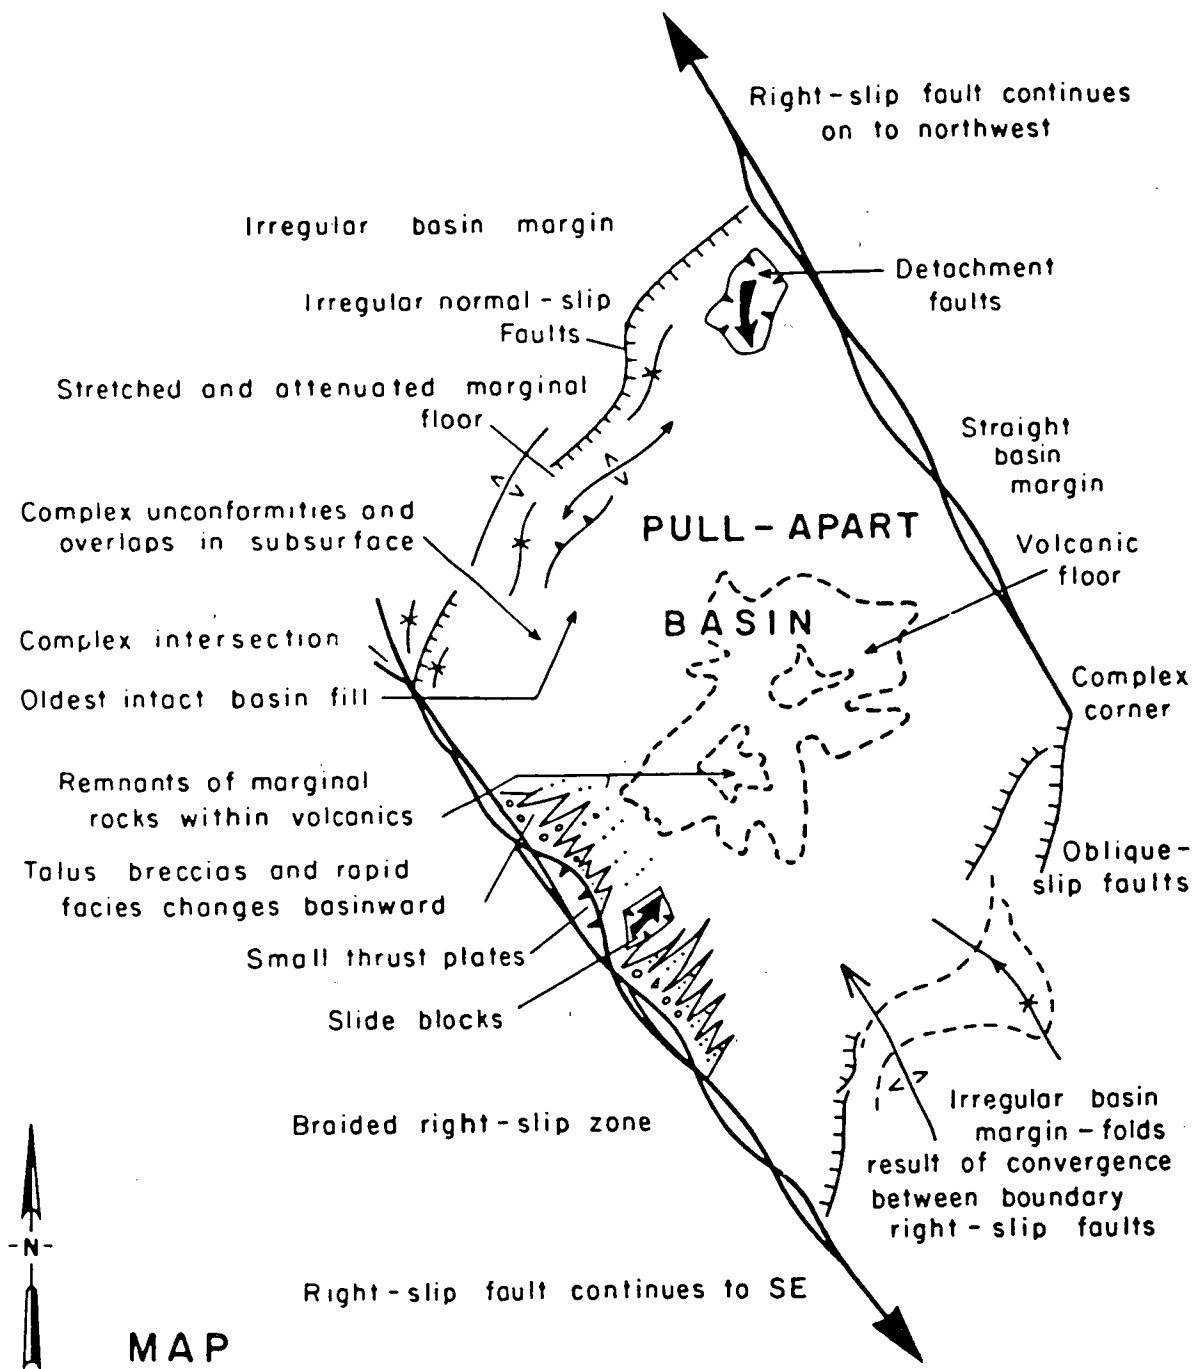 Right-slip fault continues
on to northwest
Irregular basin margin
Detachment
faults
Irregular normal-slip
Faults
Stretched and attenuated marginal
floor
Straight
basin
margin
Complex unconformities and
overlaps in subsurface
PULL-APART
BASIN
Volcanic
floor
Complex intersection
Oldest intact basin fill
Complex
corner
Remnants of marginal
rocks within volcanics
Talus breccias and rapid
facies changes basinward
Oblique-
slip faults
Small thrust plates
Slide blocks
Braided right-slip zone
Irregular basin
margin-folds
result of convergence
between boundary
right-slip faults
-N-
Right-slip fault continues to SE
MAP